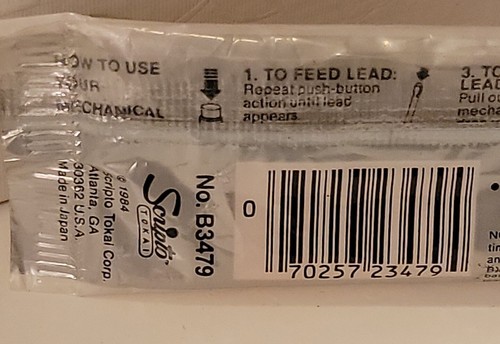 HOW TO USE
YOUR
MECHANICAL
1. TO FEED LEAD:
Repeat push-button
action until lead
appears.
3. TO
LEAD
Pull ou
mecha
© 1984
Scripto Tokai Corp.
Atlanta, GA
30302 U.S.A.
Made in Japan
Scripto
TOKAI
No. B3479
0
70257 23479